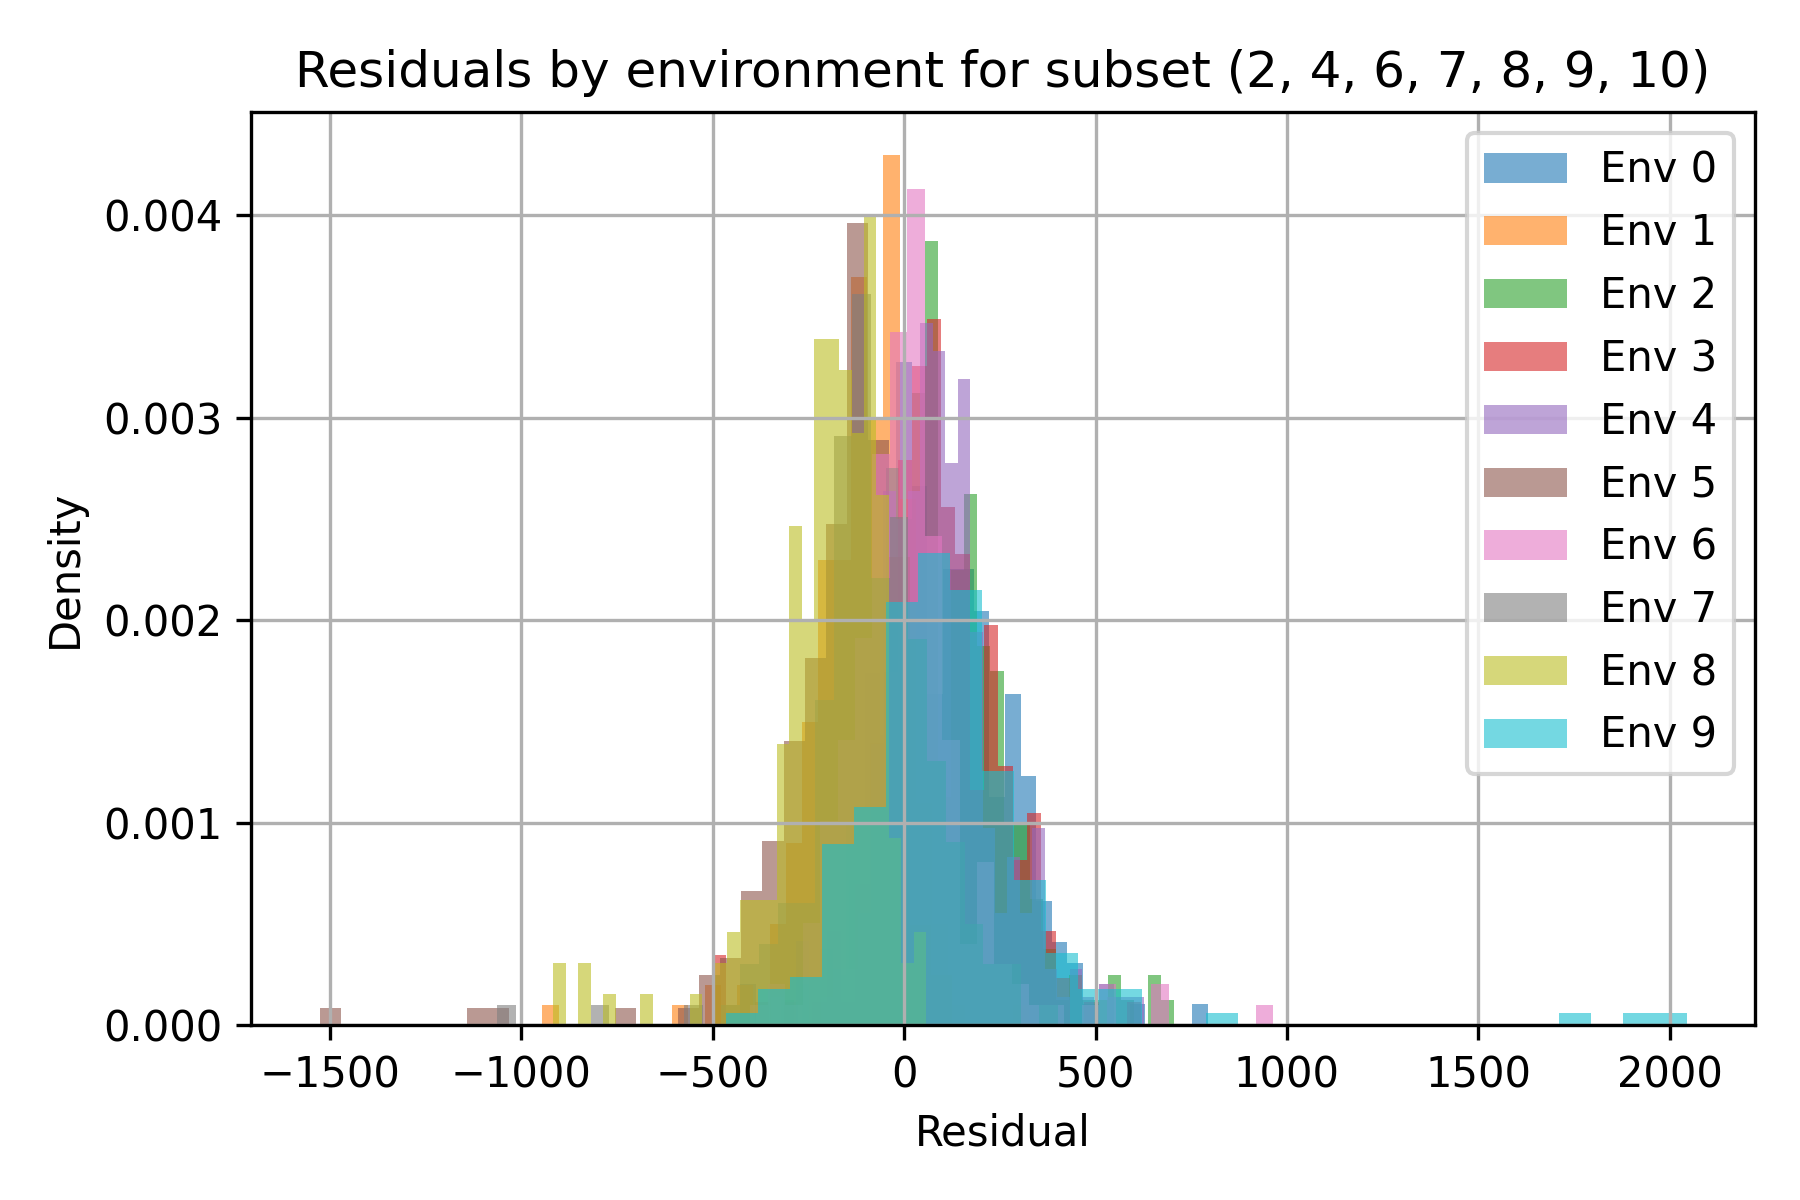 Residuals by environment for subset (2, 4, 6, 7, 8, 9, 10)
Density
0.004
0.003
0.002
0.001
0.000
−1500
−1000
−500
0
500
1000
1500
2000
Residual
Env 0
Env 1
Env 2
Env 3
Env 4
Env 5
Env 6
Env 7
Env 8
Env 9